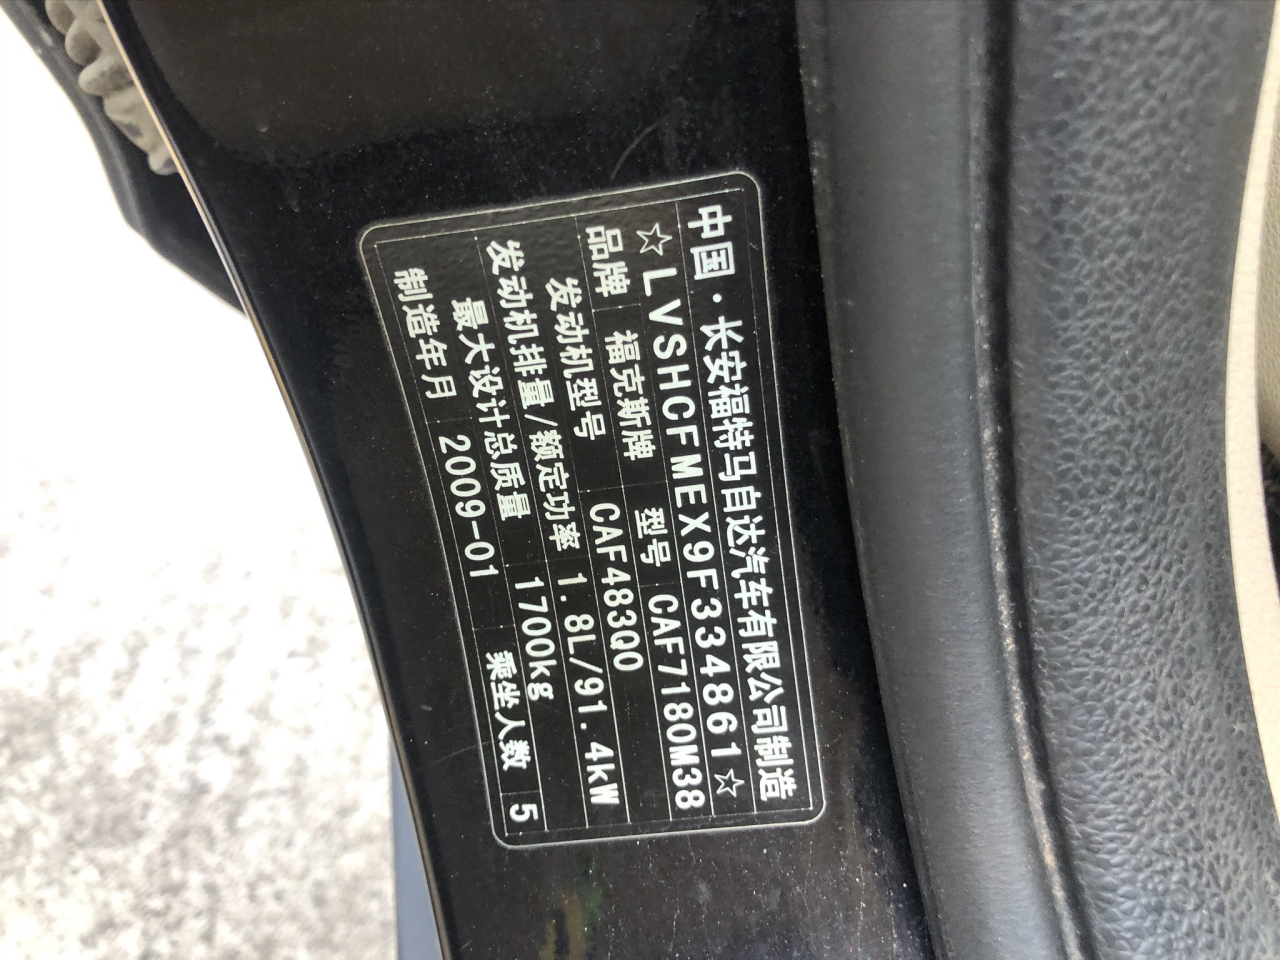 中国·长安福特马自达汽车有限公司制造
☆LVSHCFMEX9F334861☆
品牌 福克斯牌 型号 CAF7180M38
发动机型号 CAF483Q0
发动机排量/额定功率 1.8L/91.4kW
最大设计总质量 1700kg
制造年月 2009-01 乘坐人数 5